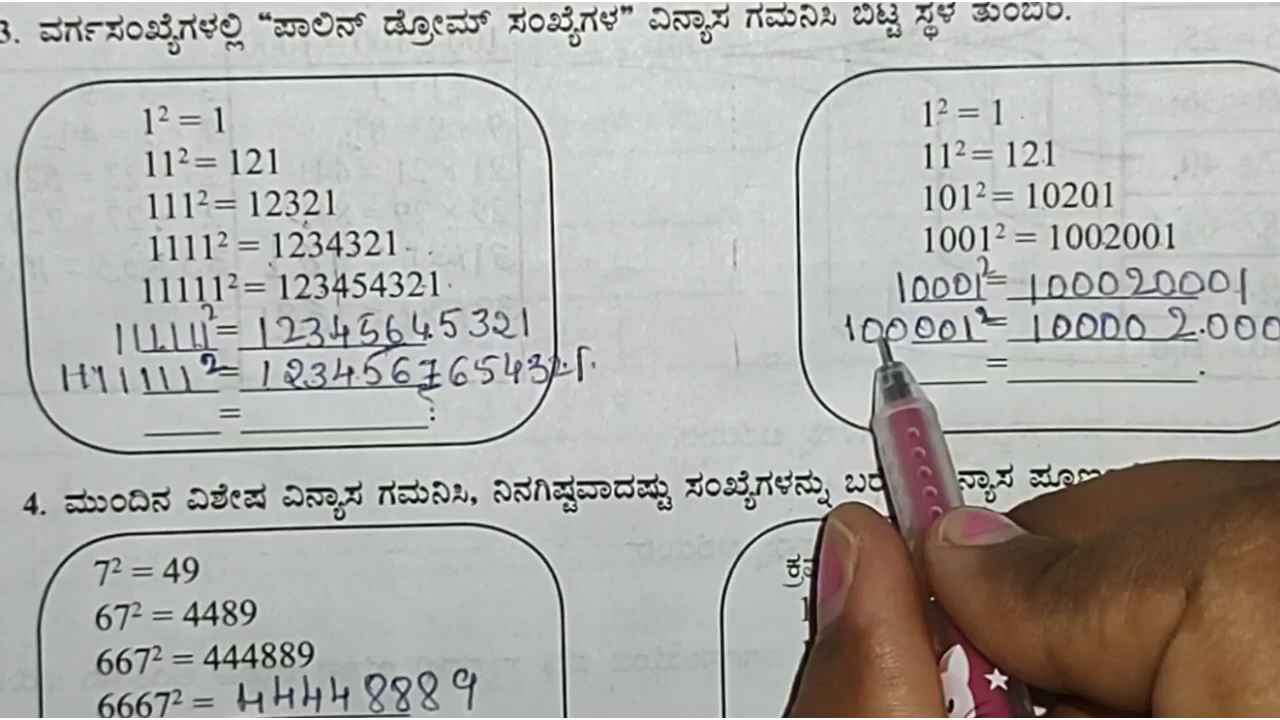 3. ವರ್ಗಸಂಖ್ಯೆಗಳಲ್ಲಿ “ಪಾಲಿನ್ ಡ್ರೋಮ್ ಸಂಖ್ಯೆಗಳ” ವಿನ್ಯಾಸ ಗಮನಿಸಿ ಬಿಟ್ಟ ಸ್ಥಳ ತುಂಬಿರಿ.
1² = 1
11² = 121
111² = 12321
1111² = 1234321
11111² = 123454321
111111² = 12345645321
1111111² = 1234567654321
=
1² = 1
11² = 121
101² = 10201
1001² = 1002001
10001² = 100020001
100001² = 100002.000
=
4. ಮುಂದಿನ ವಿಶೇಷ ವಿನ್ಯಾಸ ಗಮನಿಸಿ, ನಿನಗಿಷ್ಟವಾದಷ್ಟು ಸಂಖ್ಯೆಗಳನ್ನು
7² = 49
67² = 4489
667² = 444889
6667² = 44448889